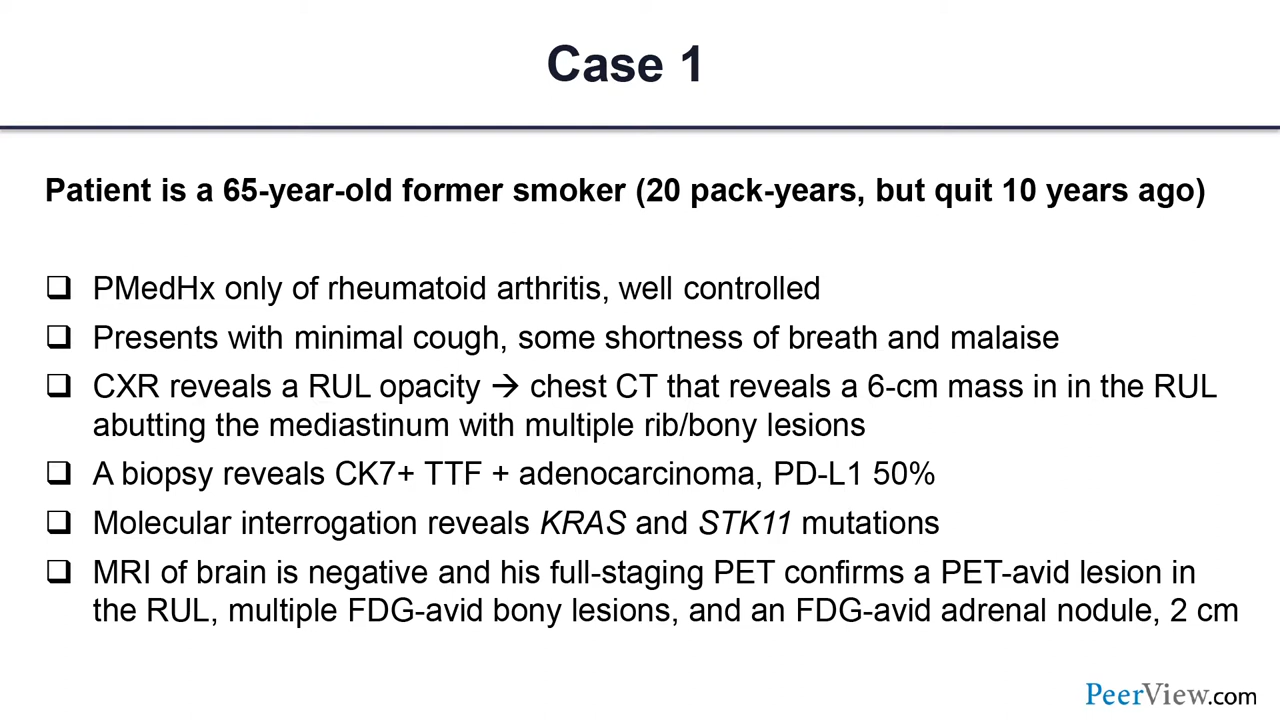 Case 1
Patient is a 65-year-old former smoker (20 pack-years, but quit 10 years ago)
❑ PMedHx only of rheumatoid arthritis, well controlled
❑ Presents with minimal cough, some shortness of breath and malaise
❑ CXR reveals a RUL opacity → chest CT that reveals a 6-cm mass in in the RUL
abutting the mediastinum with multiple rib/bony lesions
❑ A biopsy reveals CK7+ TTF + adenocarcinoma, PD-L1 50%
❑ Molecular interrogation reveals KRAS and STK11 mutations
❑ MRI of brain is negative and his full-staging PET confirms a PET-avid lesion in
the RUL, multiple FDG-avid bony lesions, and an FDG-avid adrenal nodule, 2 cm
PeerView.com